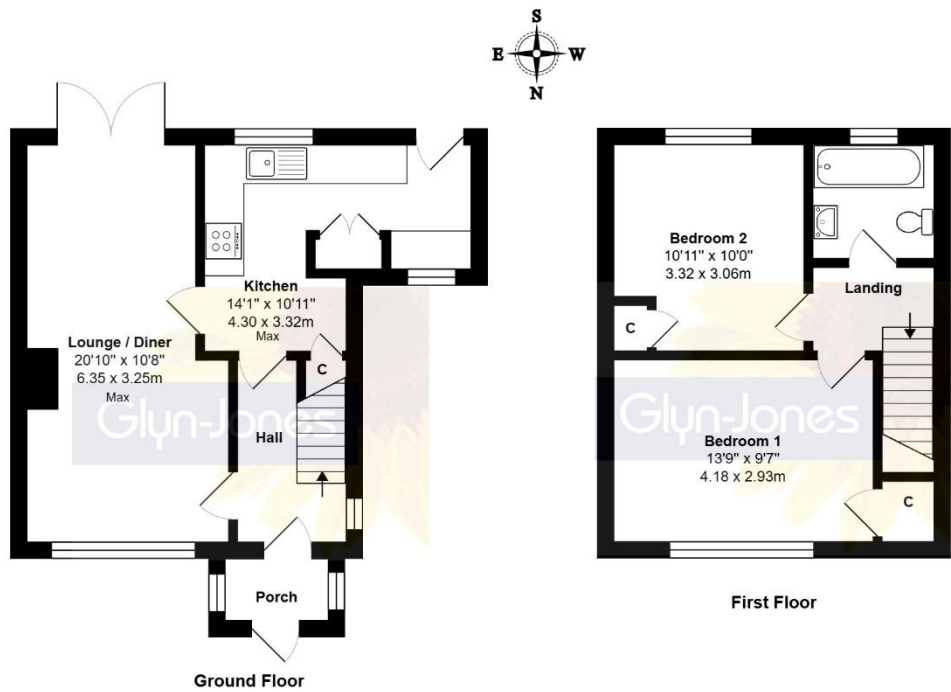 S
E W
N
Kitchen
14'1" x 10'11"
4.30 x 3.32m
Max
Lounge / Diner
20'10" x 10'8"
6.35 x 3.25m
Max
C
Glyn-Jones
Hall
Porch
Ground Floor
Bedroom 2
10'11" x 10'0"
3.32 x 3.06m
Landing
C
Glyn-Jones
Bedroom 1
13'9" x 9'7"
4.18 x 2.93m
C
First Floor